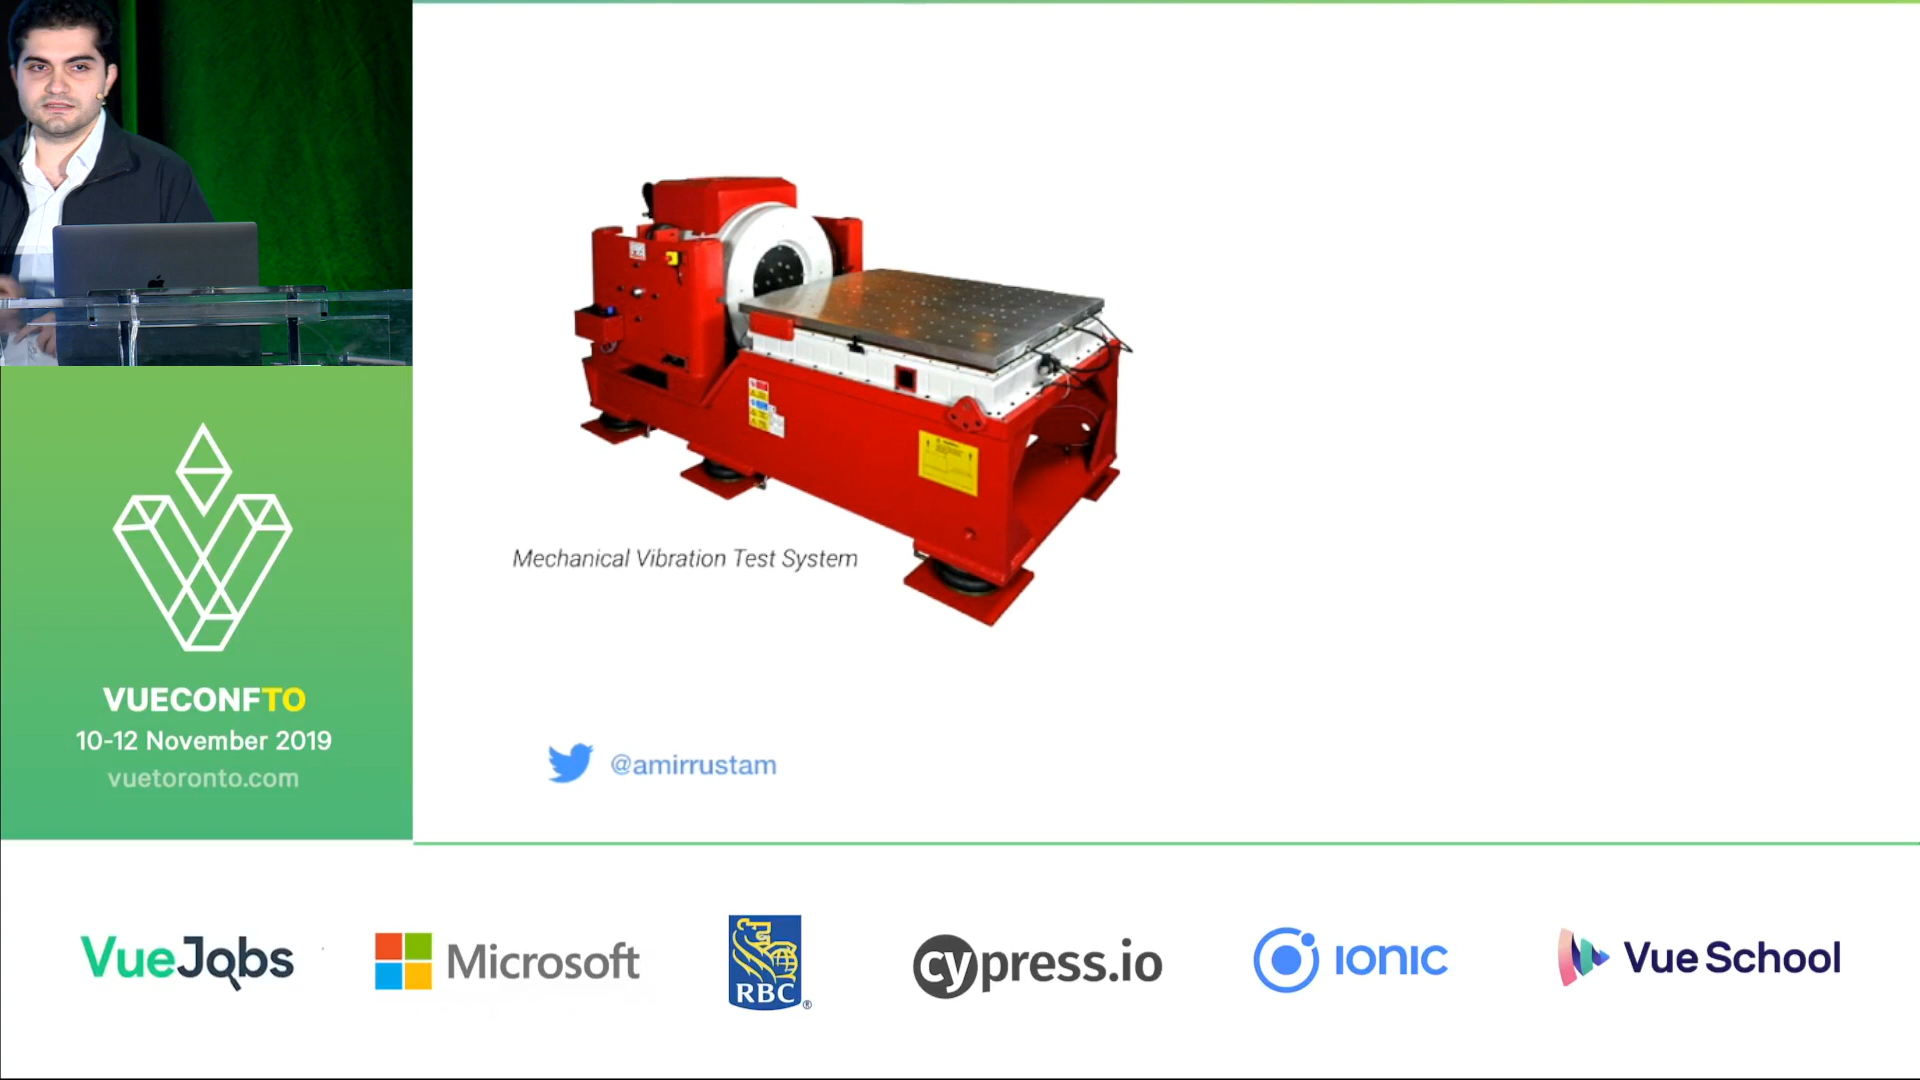 Mechanical Vibration Test System
@amirrustam
VUECONFTO
10-12 November 2019
vuetoronto.com
VueJobs
Microsoft
RBC
®
cypress.io
IONIC
Vue School